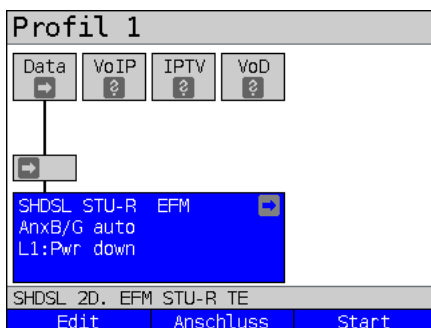 Profil 1
Data VoIP IPTV VoD
SHDSL STU-R EFM
AnxB/G auto
L1:Pwr down
SHDSL 2D. EFM STU-R TE
Edit Anschluss Start